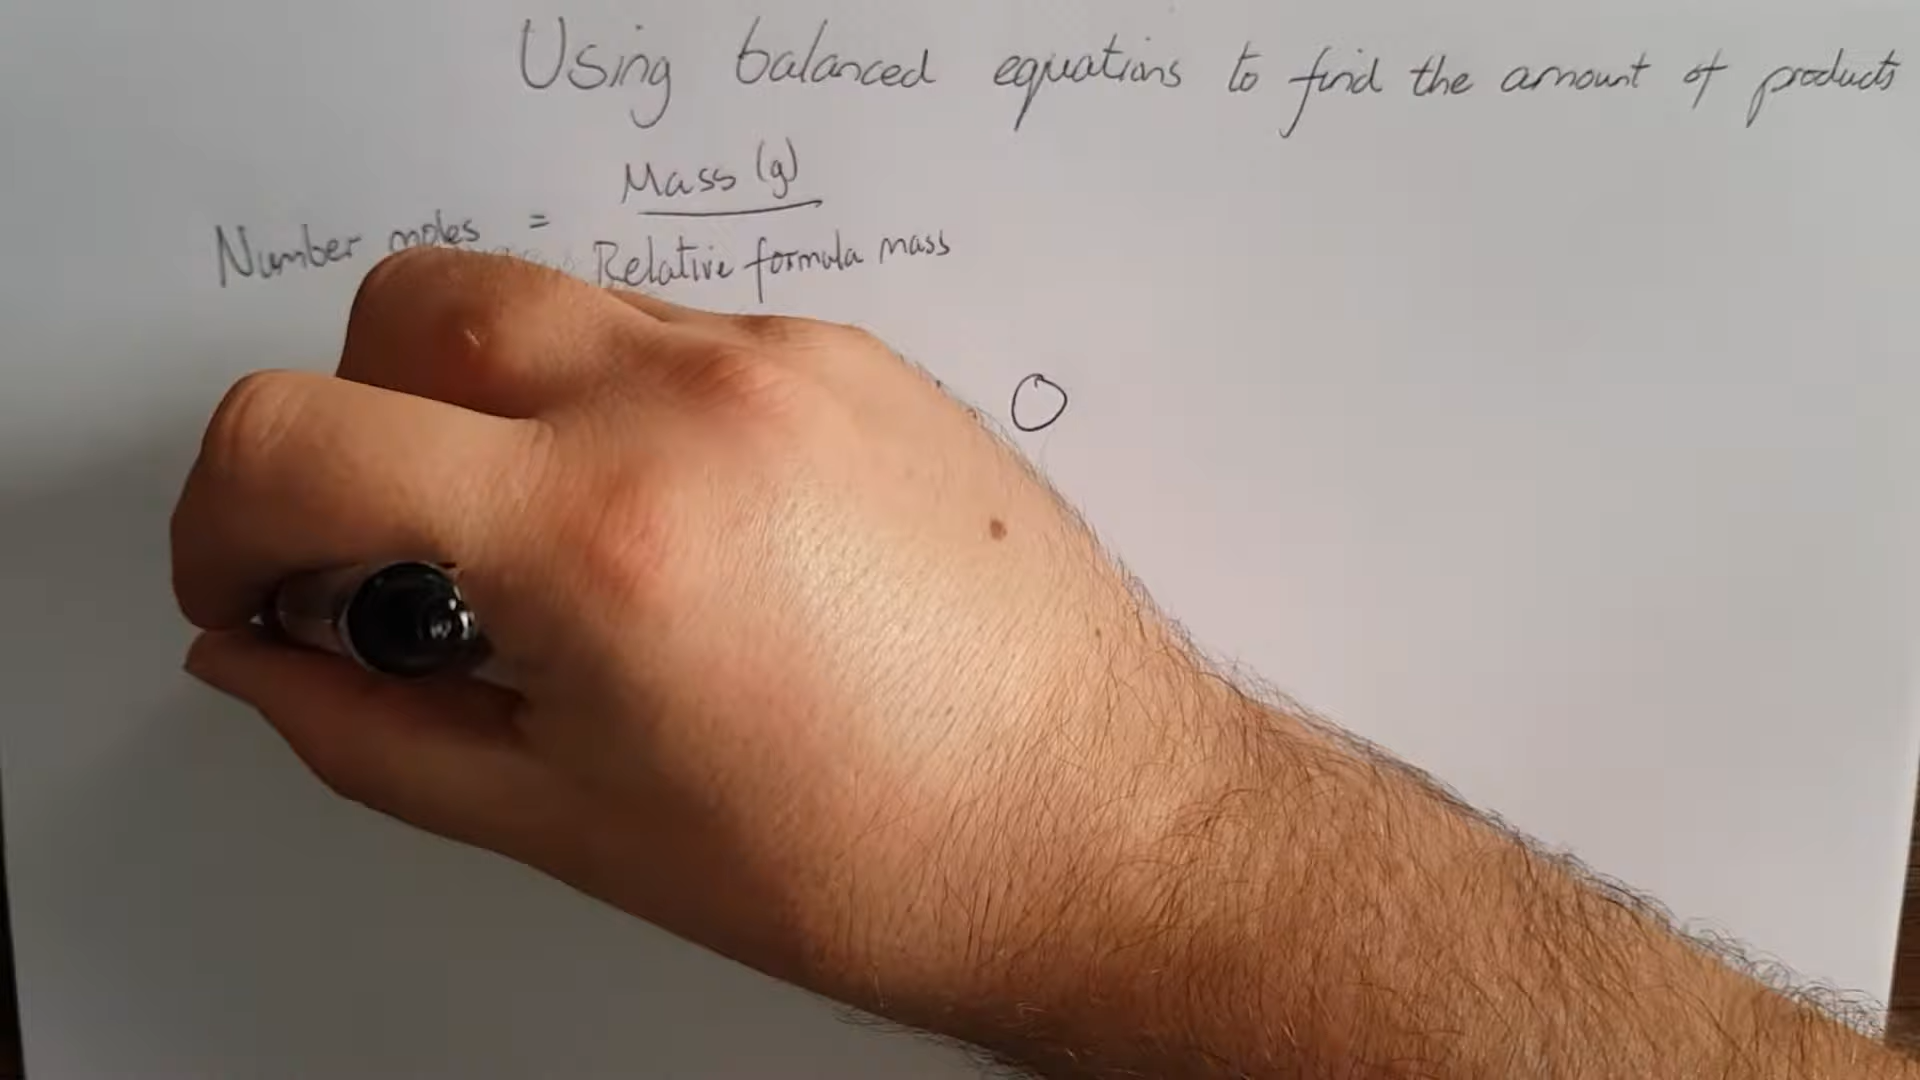 Using balanced equations to find the amount of products
Mass (g)
Number moles =
Relative formula mass
O